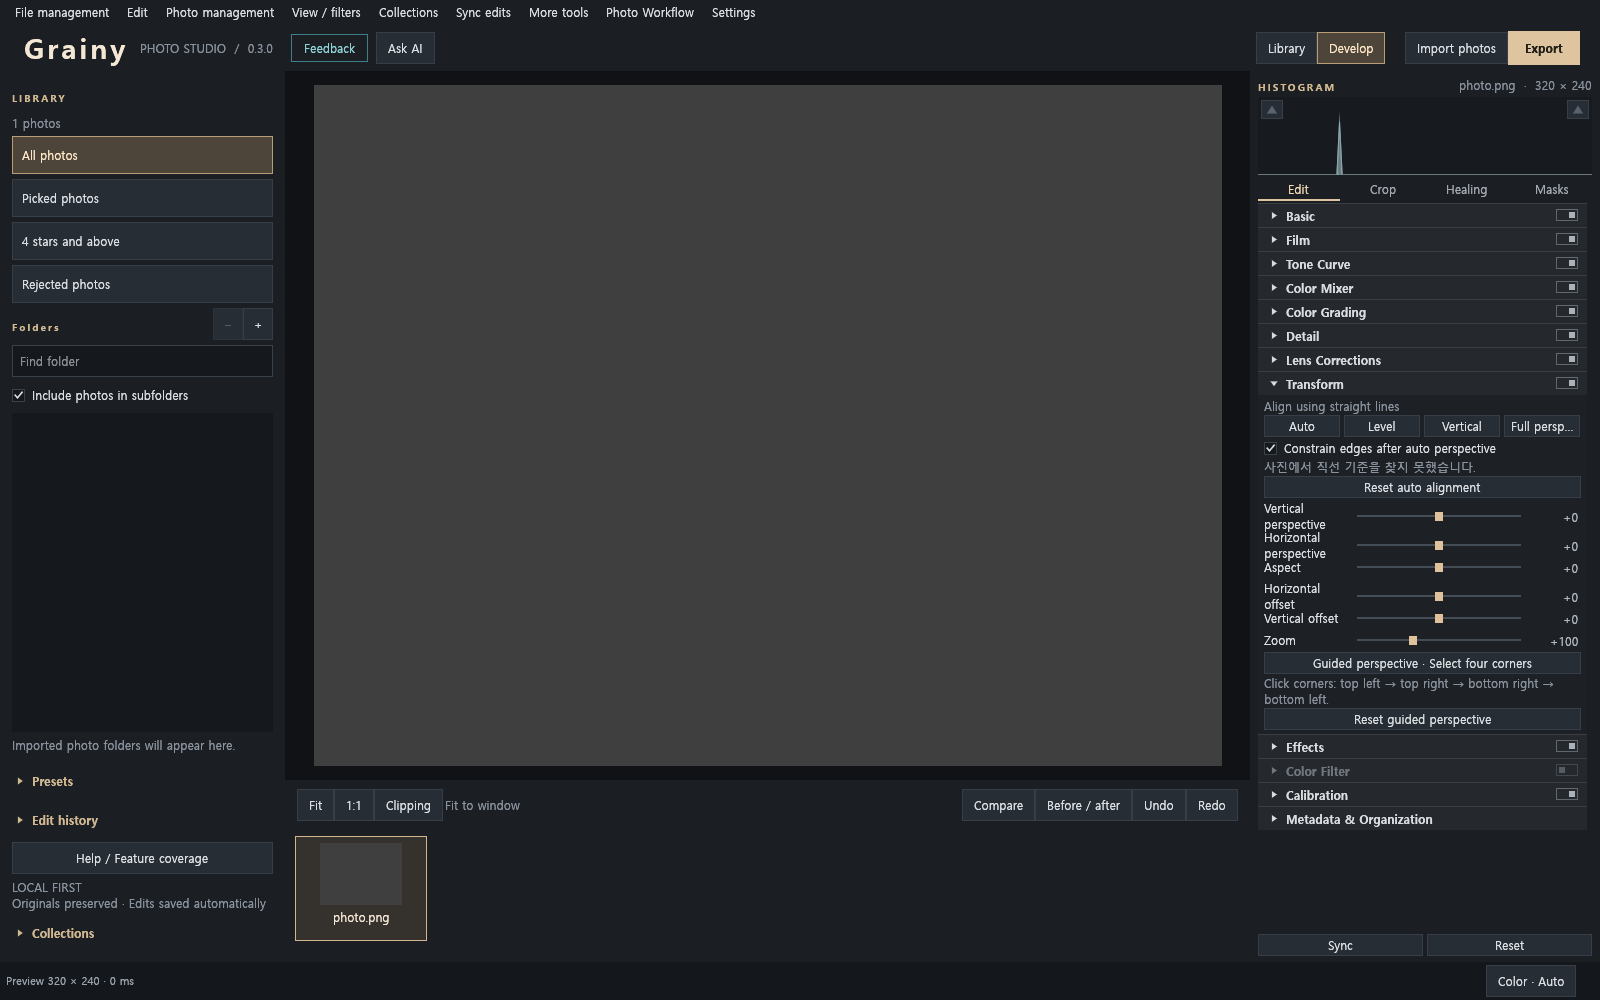 File management Edit Photo management View / filters Collections Sync edits More tools Photo Workflow Settings
Grainy PHOTO STUDIO / 0.3.0 Feedback Ask AI Library Develop Import photos Export
LIBRARY
1 photos
All photos
Picked photos
4 stars and above
Rejected photos
Folders − +
Find folder
Include photos in subfolders
Imported photo folders will appear here.
Presets
Edit history
Help / Feature coverage
LOCAL FIRST
Originals preserved · Edits saved automatically
Collections
Fit 1:1 Clipping Fit to window Compare Before / after Undo Redo
photo.png
HISTOGRAM photo.png · 320 × 240
Edit Crop Healing Masks
Basic
Film
Tone Curve
Color Mixer
Color Grading
Detail
Lens Corrections
Transform
Align using straight lines
Auto Level Vertical Full persp...
Constrain edges after auto perspective
사진에서 직선 기준을 찾지 못했습니다.
Reset auto alignment
Vertical
perspective +0
Horizontal
perspective +0
Aspect +0
Horizontal
offset +0
Vertical offset +0
Zoom +100
Guided perspective · Select four corners
Click corners: top left → top right → bottom right →
bottom left.
Reset guided perspective
Effects
Color Filter
Calibration
Metadata & Organization
Sync Reset
Preview 320 × 240 · 0 ms Color · Auto